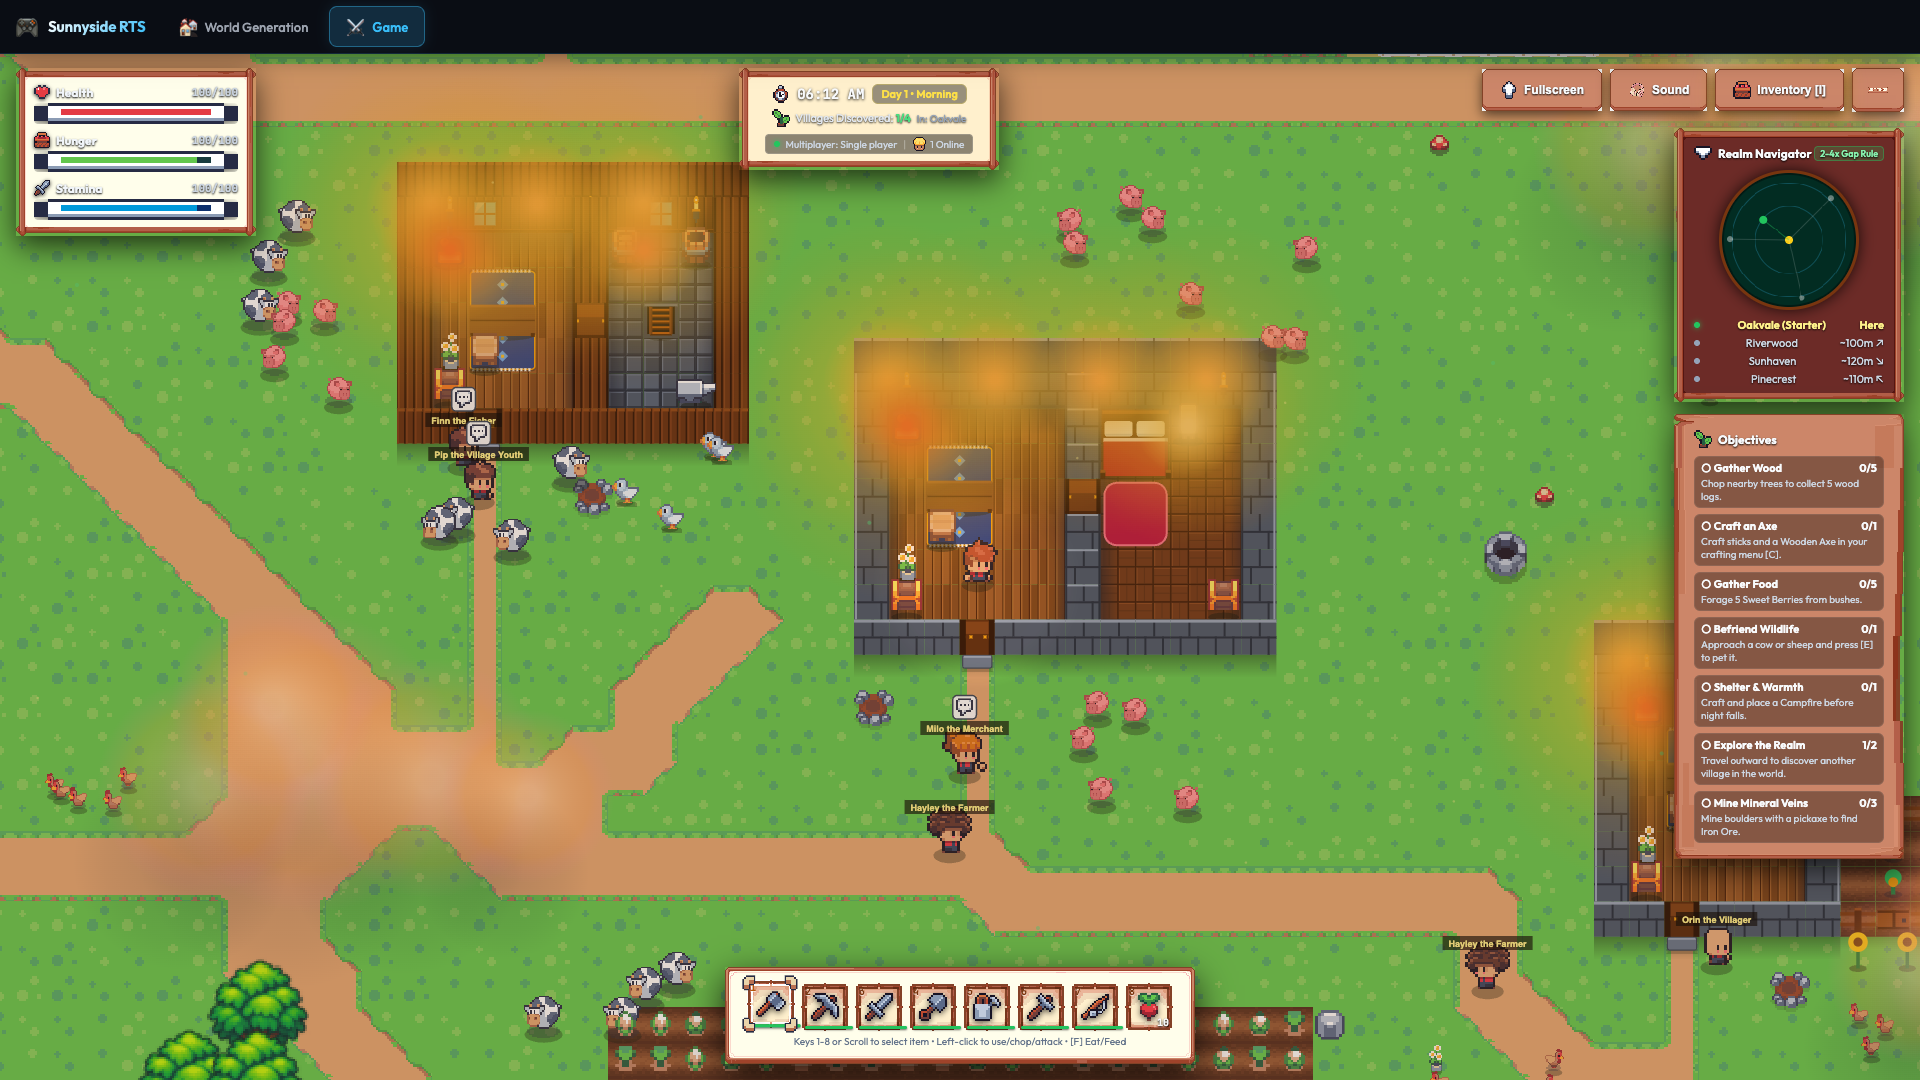 Sunnyside RTS
World Generation
Game
Health 100/100
Hunger 100/100
Stamina 100/100
06:12 AM Day 1 • Morning
Villages Discovered: 1/4 In: Oakvale
Multiplayer: Single player | 1 Online
Fullscreen
Sound
Inventory [I]
Realm Navigator 2-4x Gap Rule
Oakvale (Starter) Here
Riverwood ~100m ↗
Sunhaven ~120m ↘
Pinecrest ~110m ↖
Objectives
Gather Wood 0/5
Chop nearby trees to collect 5 wood
logs.
Craft an Axe 0/1
Craft sticks and a Wooden Axe in your
crafting menu [C].
Gather Food 0/5
Forage 5 Sweet Berries from bushes.
Befriend Wildlife 0/1
Approach a cow or sheep and press [E]
to pet it.
Shelter & Warmth 0/1
Craft and place a Campfire before
night falls.
Explore the Realm 1/2
Travel outward to discover another
village in the world.
Mine Mineral Veins 0/3
Mine boulders with a pickaxe to find
Iron Ore.
Finn the Fisher
Pip the Village Youth
Milo the Merchant
Hayley the Farmer
Orin the Villager
Hayley the Farmer
10
Keys 1-8 or Scroll to select item • Left-click to use/chop/attack • [F] Eat/Feed